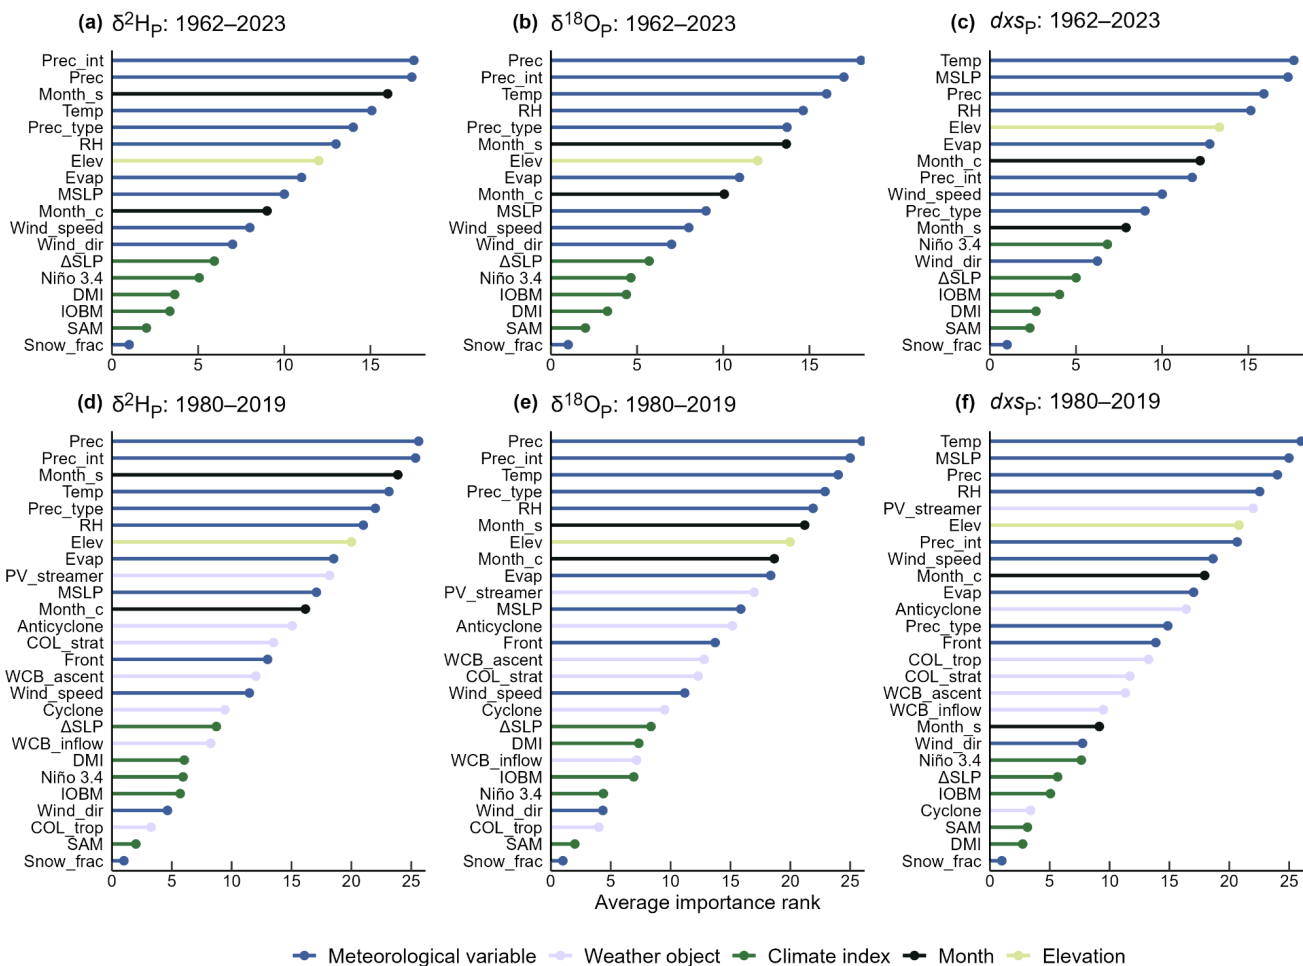 (a) δ²H_P: 1962–2023
Prec_int
Prec
Month_s
Temp
Prec_type
RH
Elev
Evap
MSLP
Month_c
Wind_speed
Wind_dir
ΔSLP
Niño 3.4
DMI
IOBM
SAM
Snow_frac
0 5 10 15
(b) δ¹⁸O_P: 1962–2023
Prec
Prec_int
Temp
RH
Prec_type
Month_s
Elev
Evap
Month_c
MSLP
Wind_speed
Wind_dir
ΔSLP
Niño 3.4
IOBM
DMI
SAM
Snow_frac
0 5 10 15
(c) dxs_P: 1962–2023
Temp
MSLP
Prec
RH
Elev
Evap
Month_c
Prec_int
Wind_speed
Prec_type
Month_s
Niño 3.4
Wind_dir
ΔSLP
IOBM
DMI
SAM
Snow_frac
0 5 10 15
(d) δ²H_P: 1980–2019
Prec
Prec_int
Month_s
Temp
Prec_type
RH
Elev
Evap
PV_streamer
MSLP
Month_c
Anticyclone
COL_strat
Front
WCB_ascent
Wind_speed
Cyclone
ΔSLP
WCB_inflow
DMI
Niño 3.4
IOBM
Wind_dir
COL_trop
SAM
Snow_frac
0 5 10 15 20 25
(e) δ¹⁸O_P: 1980–2019
Prec
Prec_int
Temp
Prec_type
RH
Month_s
Elev
Month_c
Evap
PV_streamer
MSLP
Anticyclone
Front
WCB_ascent
COL_strat
Wind_speed
Cyclone
ΔSLP
DMI
WCB_inflow
IOBM
Niño 3.4
Wind_dir
COL_trop
SAM
Snow_frac
0 5 10 15 20 25
Average importance rank
(f) dxs_P: 1980–2019
Temp
MSLP
Prec
RH
PV_streamer
Elev
Prec_int
Wind_speed
Month_c
Evap
Anticyclone
Prec_type
Front
COL_trop
COL_strat
WCB_ascent
WCB_inflow
Month_s
Wind_dir
Niño 3.4
ΔSLP
IOBM
Cyclone
SAM
DMI
Snow_frac
0 5 10 15 20 25
Meteorological variable Weather object Climate index Month Elevation